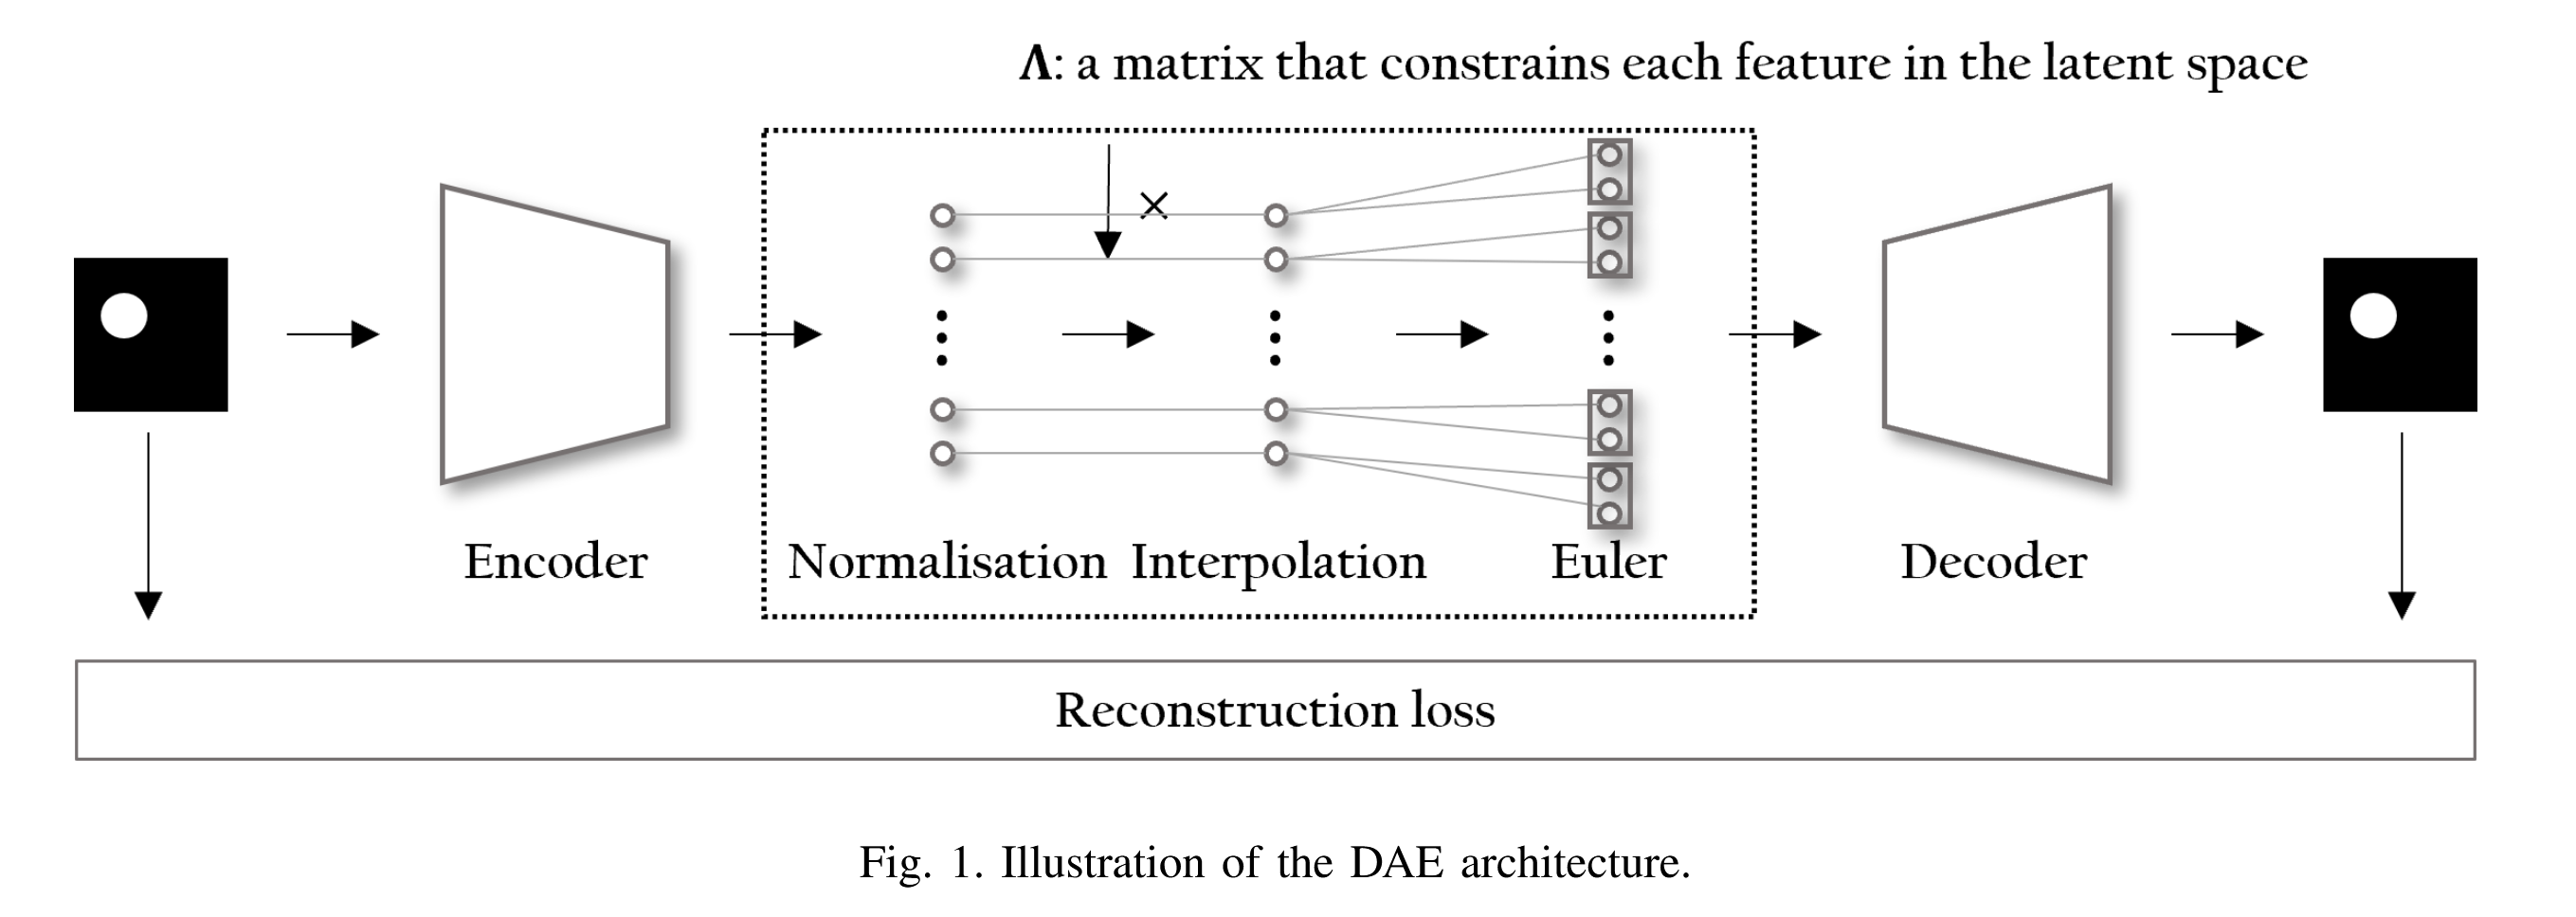 Λ: a matrix that constrains each feature in the latent space
×
Encoder
Normalisation
Interpolation
Euler
Decoder
Reconstruction loss
Fig. 1. Illustration of the DAE architecture.